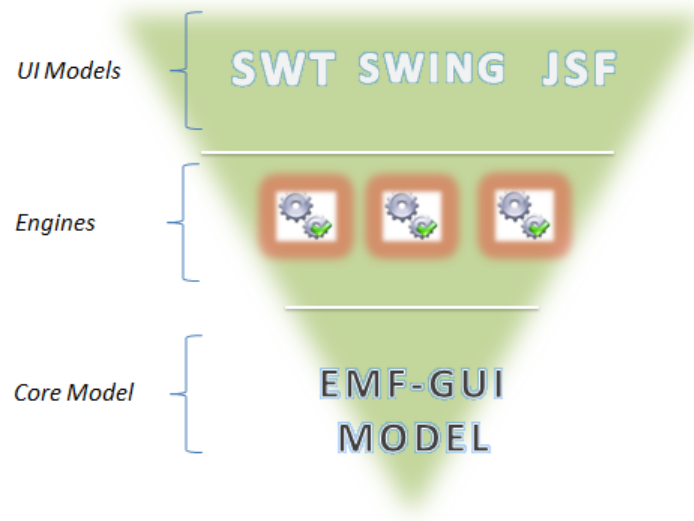 UI Models
SWT SWING JSF
Engines
Core Model
EMF-GUI
MODEL